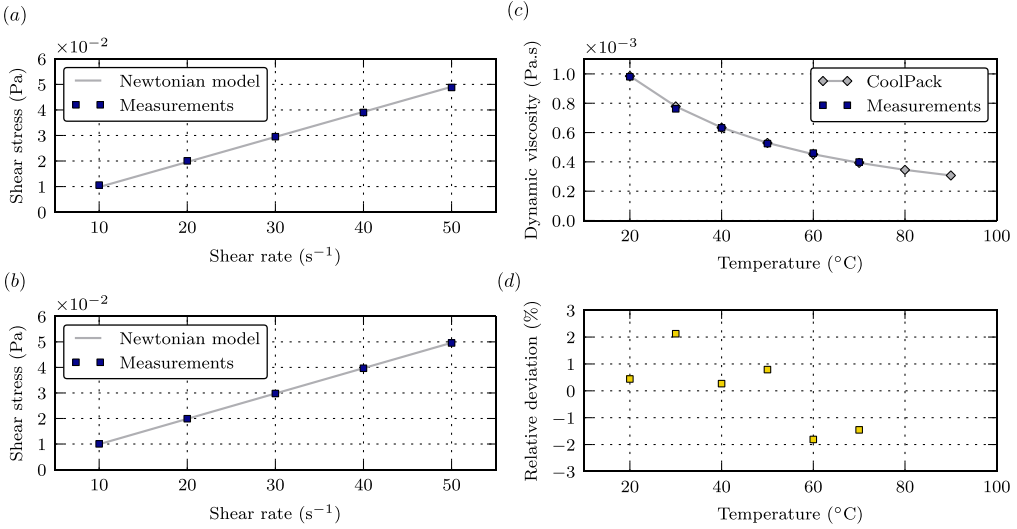 (a)
×10−2
6
5
4
3
2
1
0
Shear stress (Pa)
Newtonian model
Measurements
10 20 30 40 50
Shear rate (s−1)
(b)
×10−2
6
5
4
3
2
1
0
Shear stress (Pa)
Newtonian model
Measurements
10 20 30 40 50
Shear rate (s−1)
(c)
×10−3
1.0
0.8
0.6
0.4
0.2
0.0
Dynamic viscosity (Pa.s)
CoolPack
Measurements
20 40 60 80 100
Temperature (°C)
(d)
3
2
1
0
−1
−2
−3
Relative deviation (%)
20 40 60 80 100
Temperature (°C)